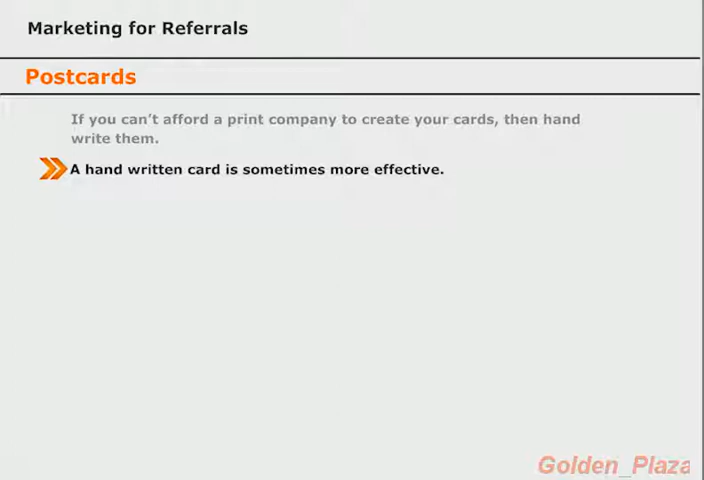 Marketing for Referrals
Postcards
If you can't afford a print company to create your cards, then hand
write them.
A hand written card is sometimes more effective.
Golden_Plaza